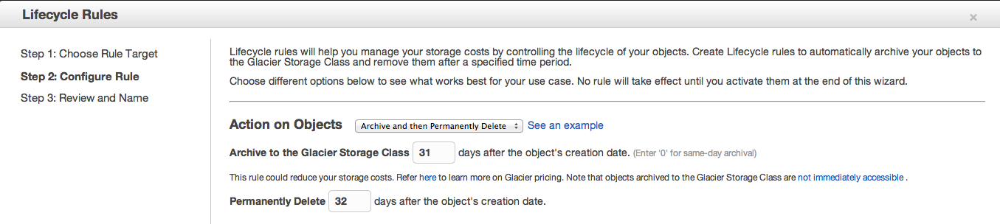 Lifecycle Rules
×
Step 1: Choose Rule Target
Step 2: Configure Rule
Step 3: Review and Name
Lifecycle rules will help you manage your storage costs by controlling the lifecycle of your objects. Create Lifecycle rules to automatically archive your objects to
the Glacier Storage Class and remove them after a specified time period.
Choose different options below to see what works best for your use case. No rule will take effect until you activate them at the end of this wizard.
Action on Objects Archive and then Permanently Delete See an example
Archive to the Glacier Storage Class 31 days after the object's creation date. (Enter '0' for same-day archival)
This rule could reduce your storage costs. Refer here to learn more on Glacier pricing. Note that objects archived to the Glacier Storage Class are not immediately accessible .
Permanently Delete 32 days after the object's creation date.